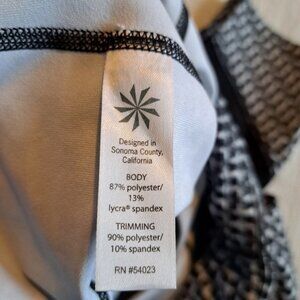 Designed in
Sonoma County,
California
BODY
87% polyester/
13%
lycra® spandex
TRIMMING
90% polyester/
10% spandex
RN #54023